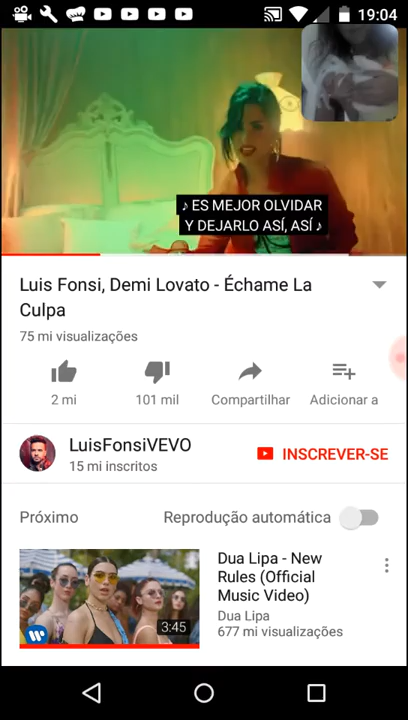 19:04
♪ ES MEJOR OLVIDAR
Y DEJARLO ASÍ, ASÍ ♪
Luis Fonsi, Demi Lovato - Échame La
Culpa
75 mi visualizações
2 mi
101 mil
Compartilhar
Adicionar a
LuisFonsiVEVO
15 mi inscritos
INSCREVER-SE
Próximo
Reprodução automática
Dua Lipa - New
Rules (Official
Music Video)
Dua Lipa
677 mi visualizações
3:45